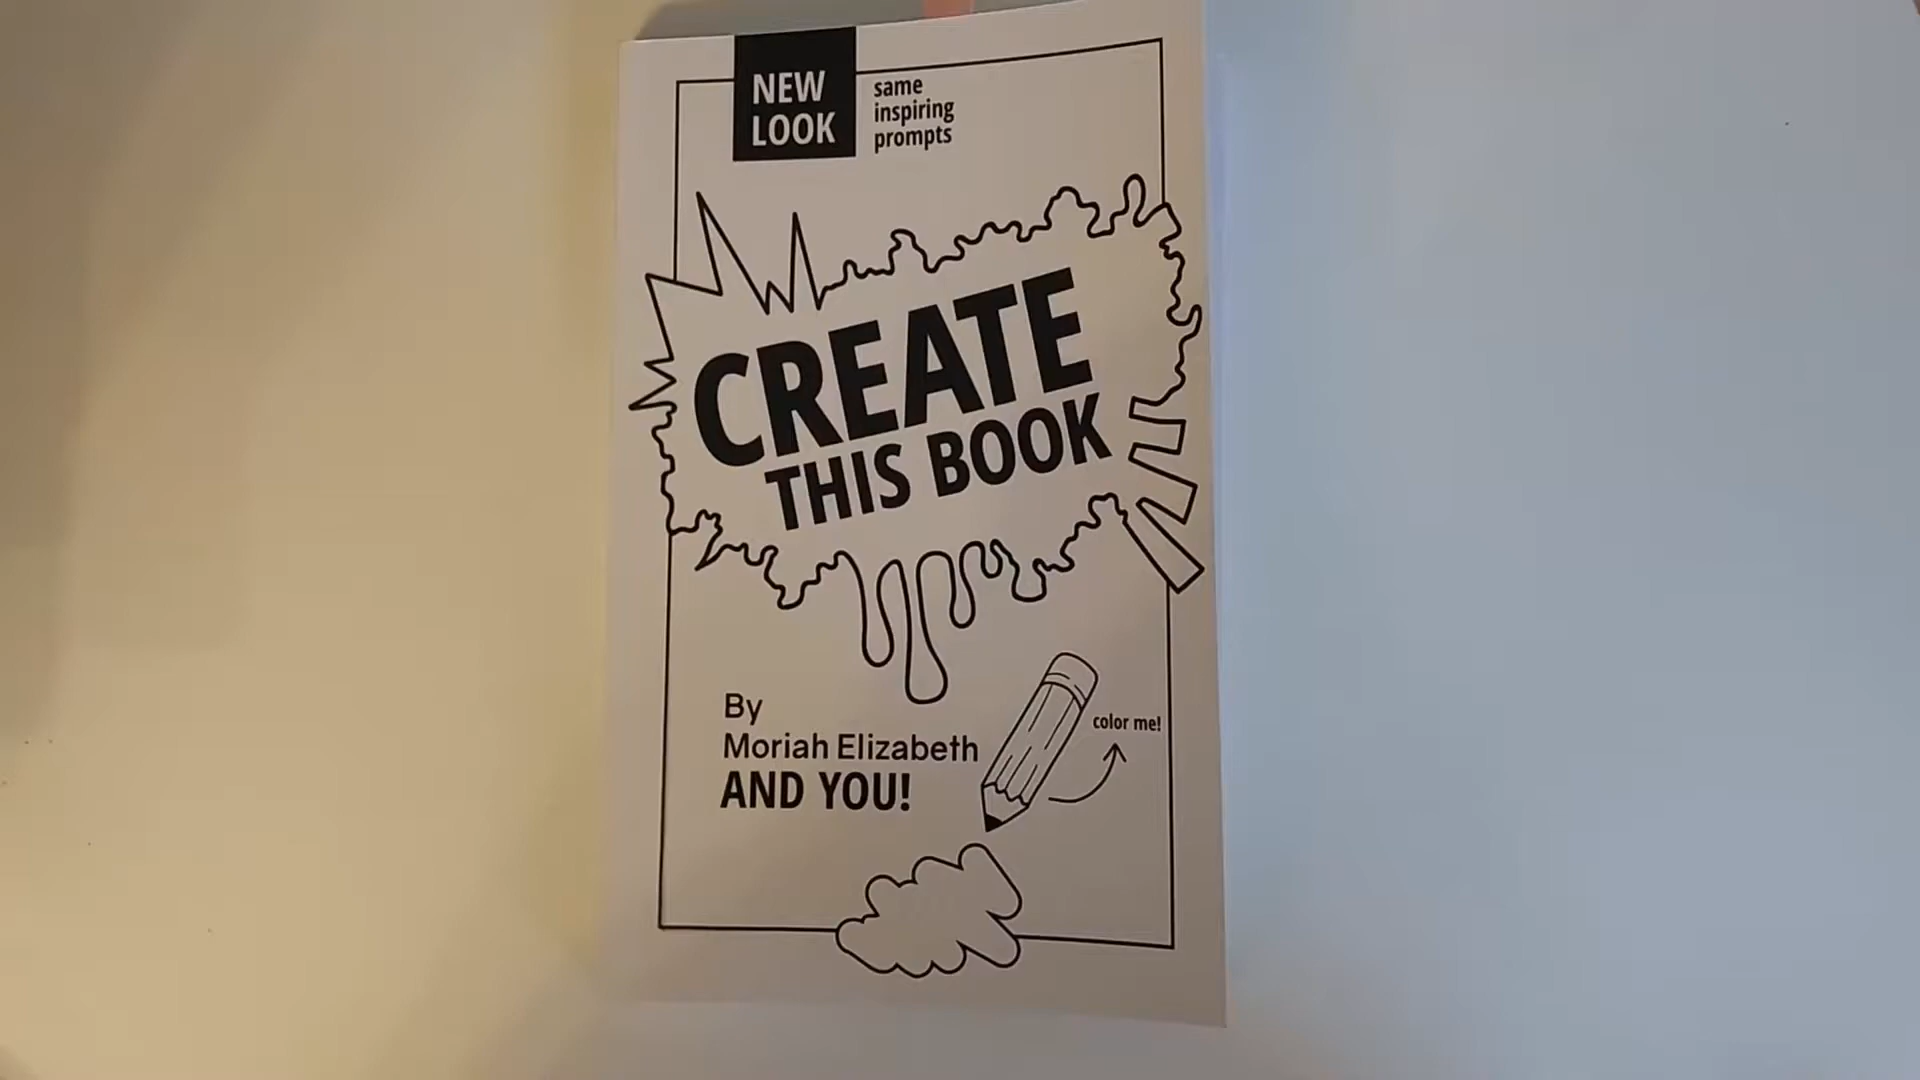 NEW
LOOK
same
inspiring
prompts
CREATE
THIS BOOK
By
Moriah Elizabeth
AND YOU!
color me!